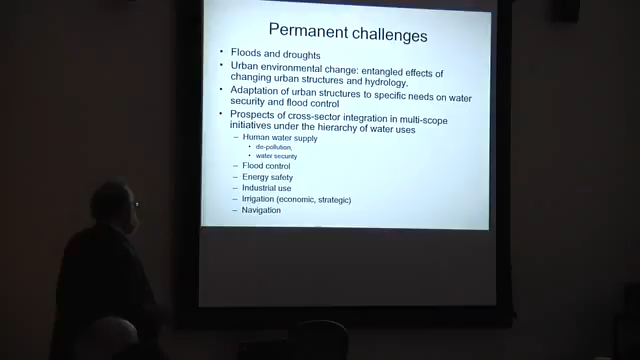 Permanent challenges
• Floods and droughts
• Urban environmental change: entangled effects of
changing urban structures and hydrology.
• Adaptation of urban structures to specific needs on water
security and flood control
• Prospects of cross-sector integration in multi-scope
initiatives under the hierarchy of water uses
– Human water supply
• de-pollution,
• water security
– Flood control
– Energy safety
– Industrial use
– Irrigation (economic, strategic)
– Navigation